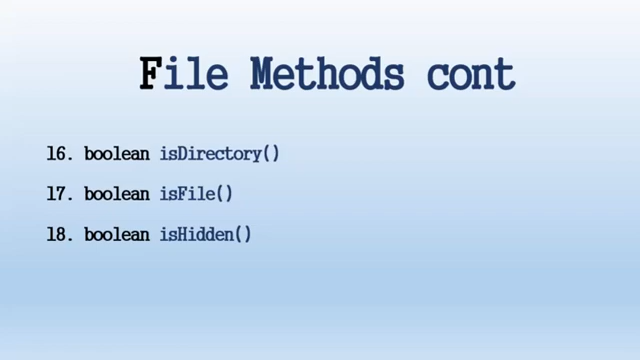 File Methods cont
16. boolean isDirectory()
17. boolean isFile()
18. boolean isHidden()